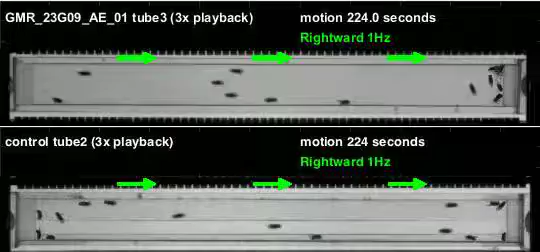 GMR_23G09_AE_01 tube3 (3x playback)
motion 224.0 seconds
Rightward 1Hz
control tube2 (3x playback)
motion 224 seconds
Rightward 1Hz